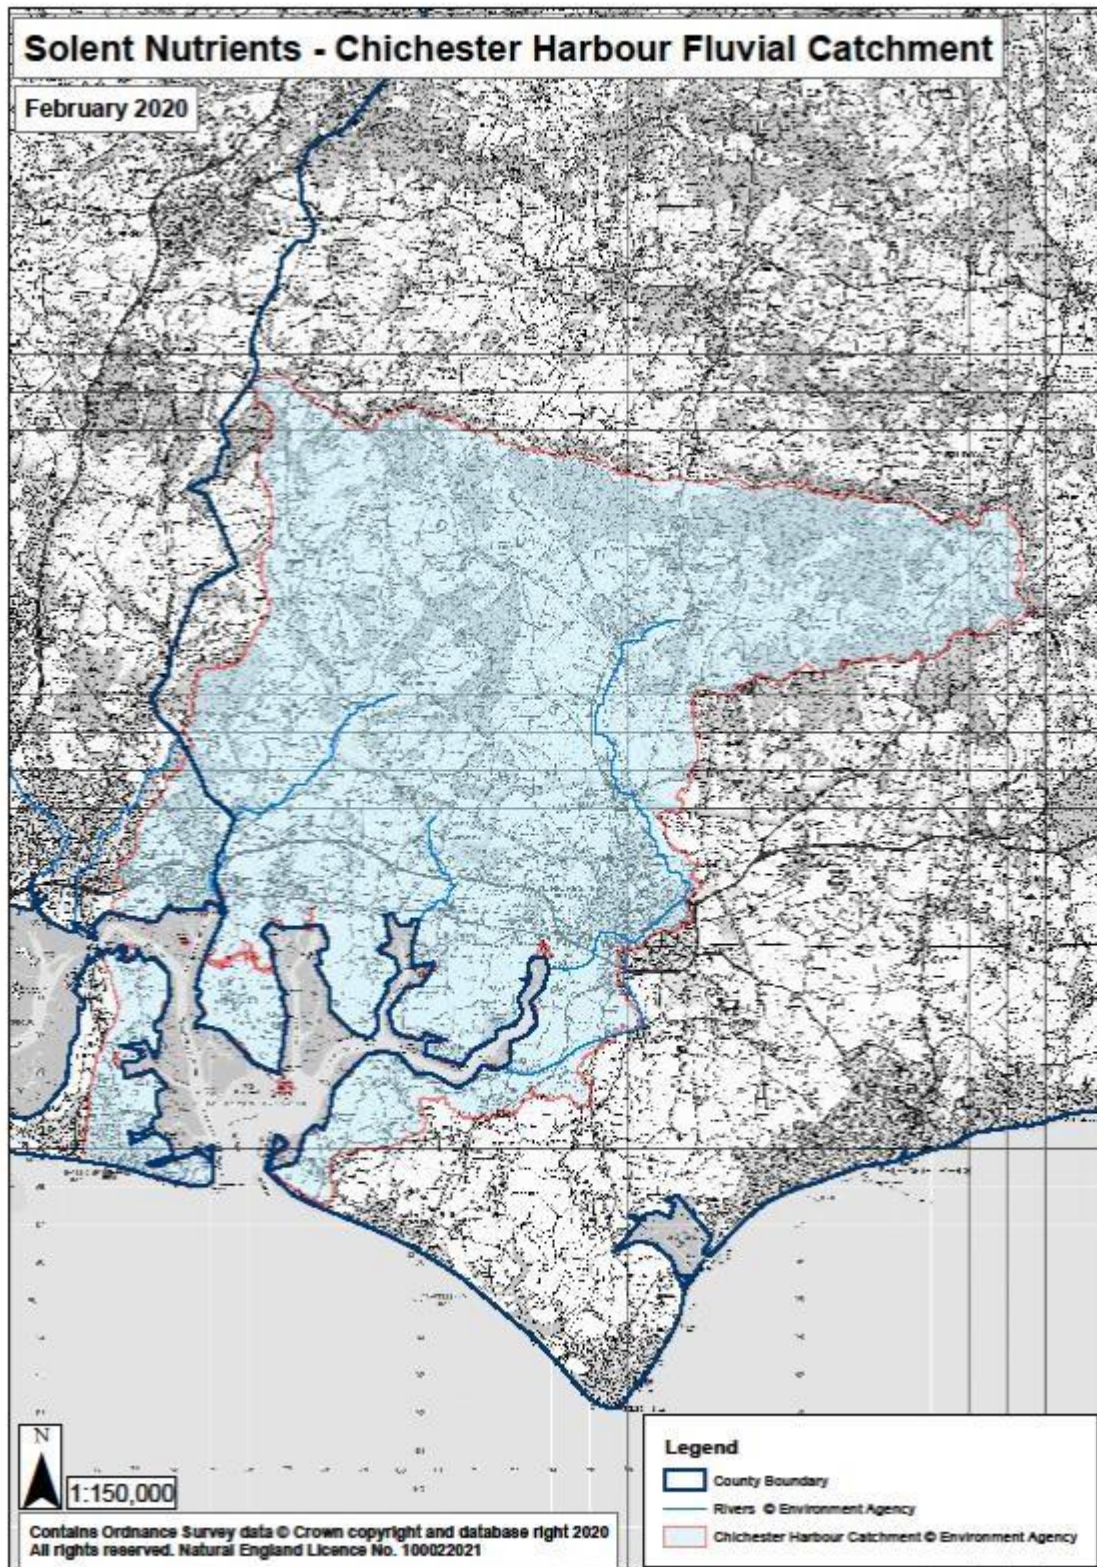 Solent Nutrients - Chichester Harbour Fluvial Catchment
February 2020
N
1:150,000
Contains Ordnance Survey data © Crown copyright and database right 2020
All rights reserved. Natural England Licence No. 100022021
Legend
County Boundary
Rivers © Environment Agency
Chichester Harbour Catchment © Environment Agency